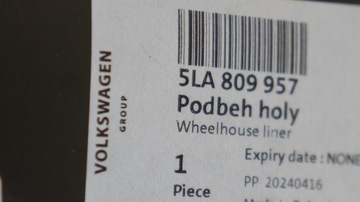 VOLKSWAGEN
GROUP
5LA 809 957
Podbeh holy
Wheelhouse liner
1
Piece
Expiry date : NONE
PP 20240416